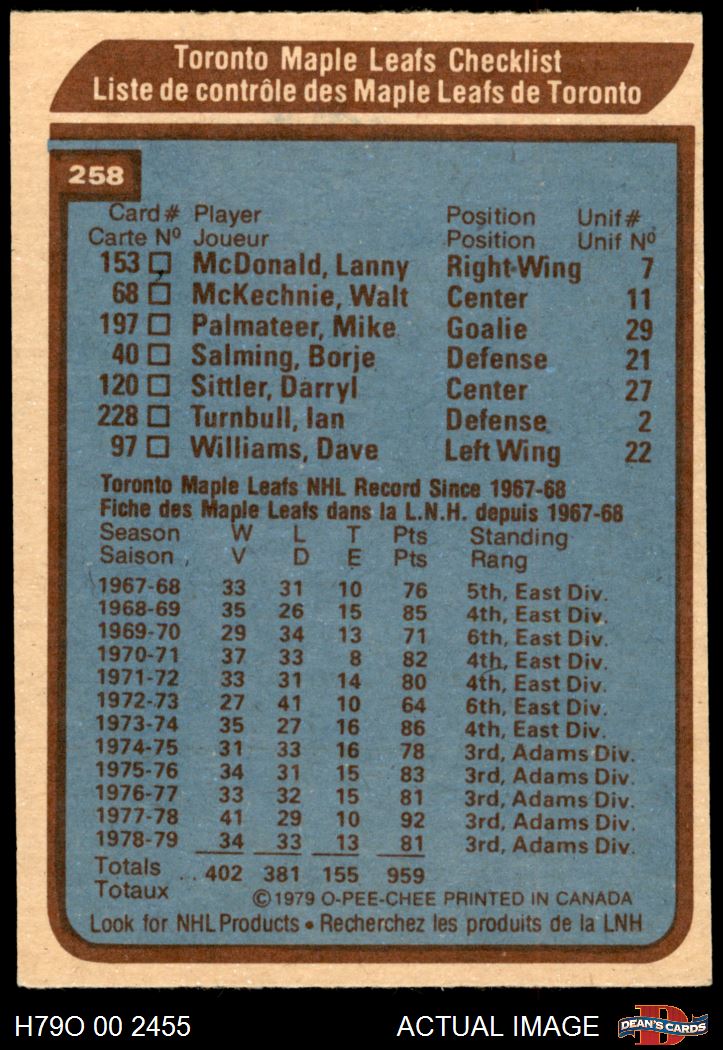 Toronto Maple Leafs Checklist
Liste de contrôle des Maple Leafs de Toronto
258
Card # Player Position Unif #
Carte Nº Joueur Position Unif Nº
153 McDonald, Lanny Right Wing 7
68 McKechnie, Walt Center 11
197 Palmateer, Mike Goalie 29
40 Salming, Borje Defense 21
120 Sittler, Darryl Center 27
228 Turnbull, Ian Defense 2
97 Williams, Dave Left Wing 22
Toronto Maple Leafs NHL Record Since 1967-68
Fiche des Maple Leafs dans la L.N.H. depuis 1967-68
Season W L T Pts Standing
Saison V D E Pts Rang
1967-68 33 31 10 76 5th, East Div.
1968-69 35 26 15 85 4th, East Div.
1969-70 29 34 13 71 6th, East Div.
1970-71 37 33 8 82 4th, East Div.
1971-72 33 31 14 80 4th, East Div.
1972-73 27 41 10 64 6th, East Div.
1973-74 35 27 16 86 4th, East Div.
1974-75 31 33 16 78 3rd, Adams Div.
1975-76 34 31 15 83 3rd, Adams Div.
1976-77 33 32 15 81 3rd, Adams Div.
1977-78 41 29 10 92 3rd, Adams Div.
1978-79 34 33 13 81 3rd, Adams Div.
Totals
Totaux .. 402 381 155 959
©1979 O-PEE-CHEE PRINTED IN CANADA
Look for NHL Products • Recherchez les produits de la LNH
H79O 00 2455 ACTUAL IMAGE D DEAN'S CARDS